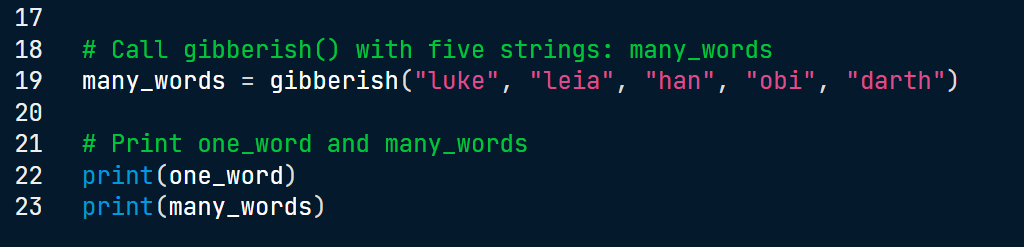 17
18 # Call gibberish() with five strings: many_words
19 many_words = gibberish("luke", "leia", "han", "obi", "darth")
20
21 # Print one_word and many_words
22 print(one_word)
23 print(many_words)